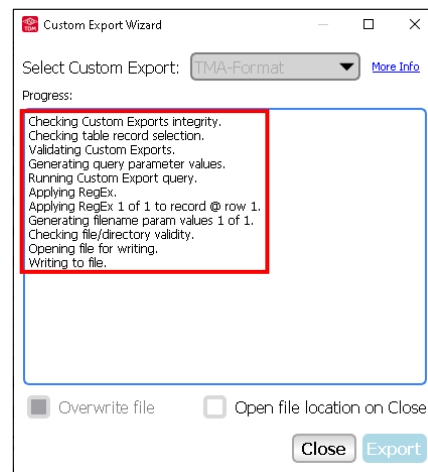 TDM Custom Export Wizard
Select Custom Export: TMA-Format More Info
Progress:
Checking Custom Exports integrity.
Checking table record selection.
Validating Custom Exports.
Generating query parameter values.
Running Custom Export query.
Applying RegEx.
Applying RegEx 1 of 1 to record @ row 1.
Generating filename param values 1 of 1.
Checking file/directory validity.
Opening file for writing.
Writing to file.
Overwrite file Open file location on Close
Close Export